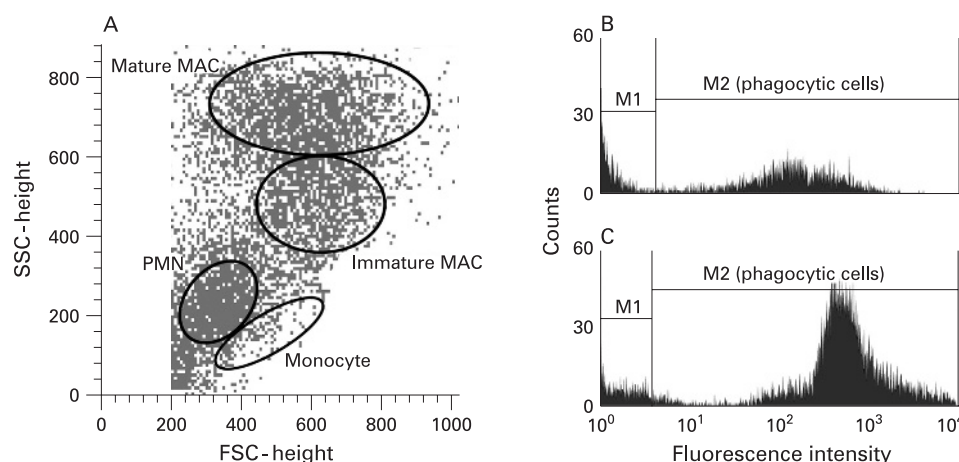 A
Mature MAC
PMN
Immature MAC
Monocyte
SSC-height
800
600
400
200
0
0 200 400 600 800 1000
FSC-height
B
60
30
0
M1
M2 (phagocytic cells)
Counts
C
60
30
0
M1
M2 (phagocytic cells)
10⁰ 10¹ 10² 10³ 10⁴
Fluorescence intensity